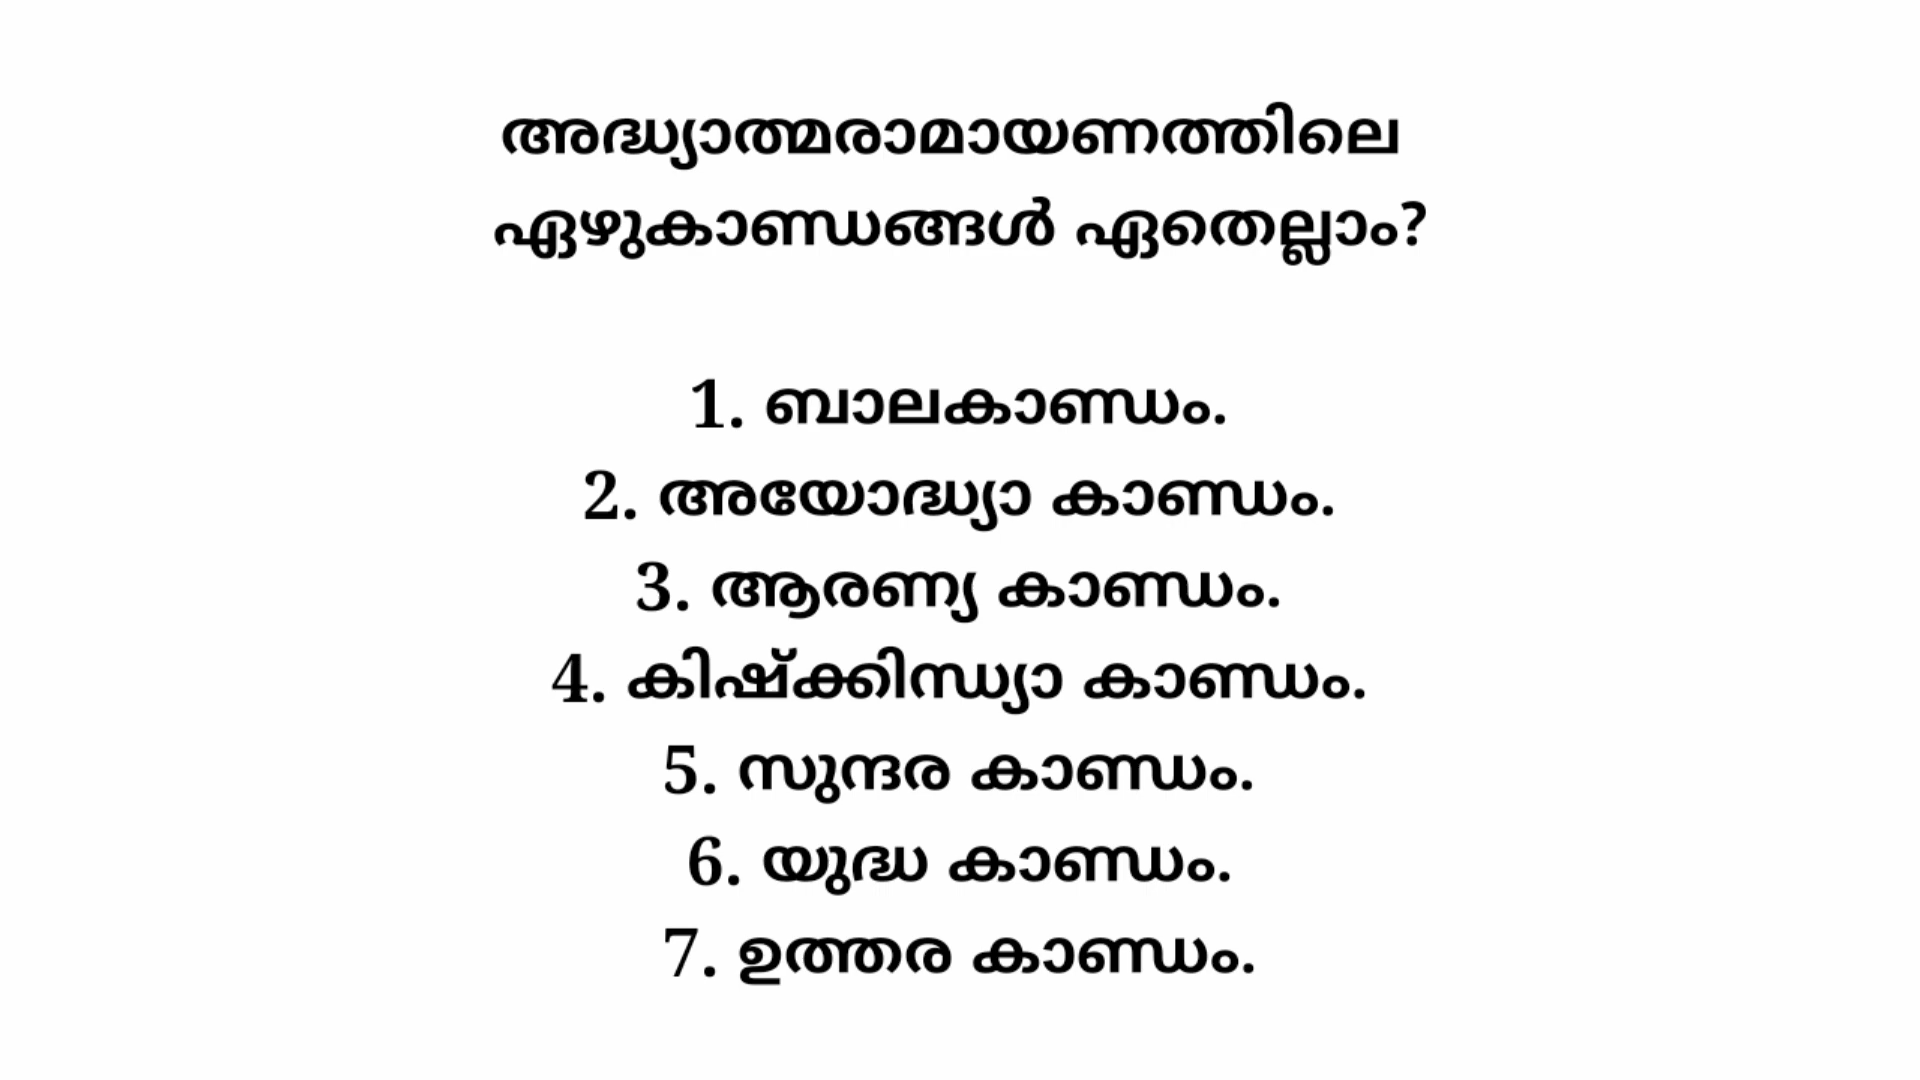 അദ്ധ്യാത്മരാമായണത്തിലെ
ഏഴുകാണ്ഡങ്ങൾ ഏതെല്ലാം?
1. ബാലകാണ്ഡം.
2. അയോദ്ധ്യാ കാണ്ഡം.
3. ആരണ്യ കാണ്ഡം.
4. കിഷ്ക്കിന്ധ്യാ കാണ്ഡം.
5. സുന്ദര കാണ്ഡം.
6. യുദ്ധ കാണ്ഡം.
7. ഉത്തര കാണ്ഡം.